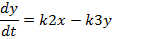 dy/dt = k2x − k3y